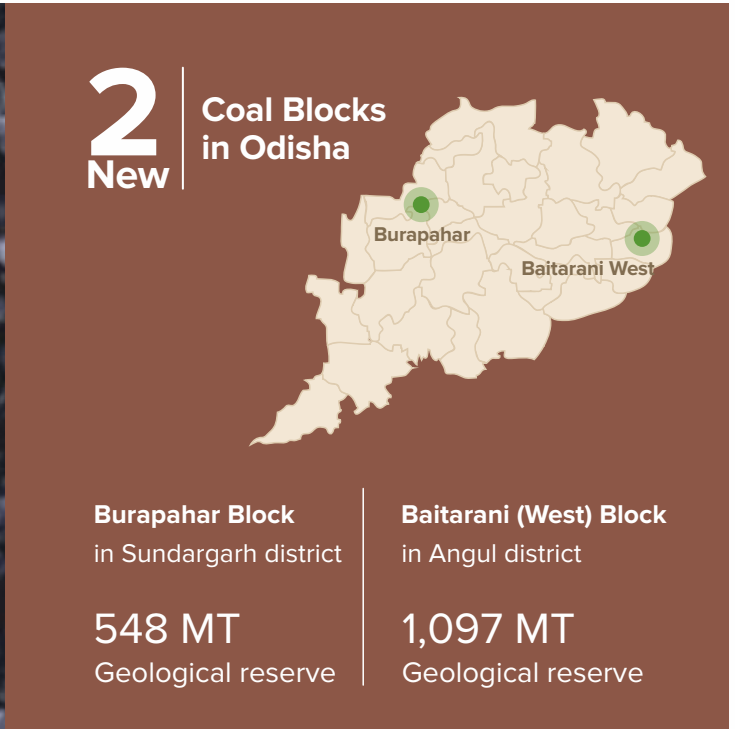 2
New
Coal Blocks
in Odisha
Burapahar
Baitarani West
Burapahar Block
in Sundargarh district
548 MT
Geological reserve
Baitarani (West) Block
in Angul district
1,097 MT
Geological reserve